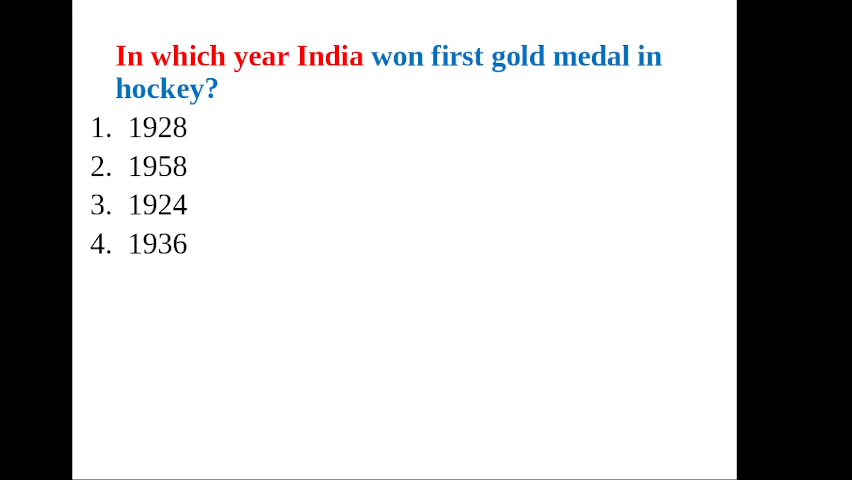 In which year India won first gold medal in
hockey?
1. 1928
2. 1958
3. 1924
4. 1936